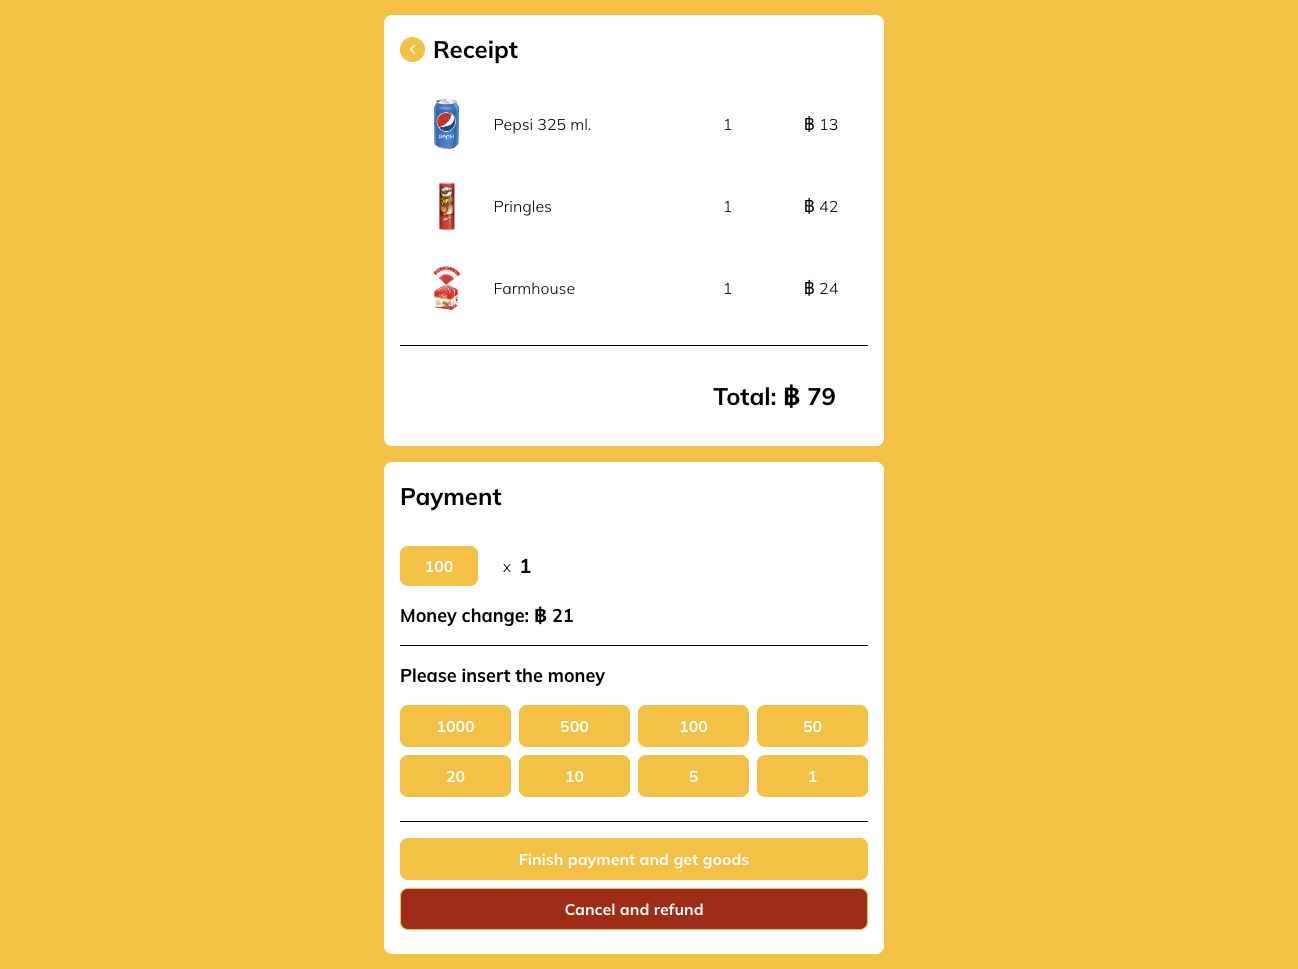 Receipt
pepsi
Pepsi 325 ml. 1 ฿ 13
Pringles 1 ฿ 42
Farmhouse 1 ฿ 24
Total: ฿ 79
Payment
100 x 1
Money change: ฿ 21
Please insert the money
1000 500 100 50
20 10 5 1
Finish payment and get goods
Cancel and refund